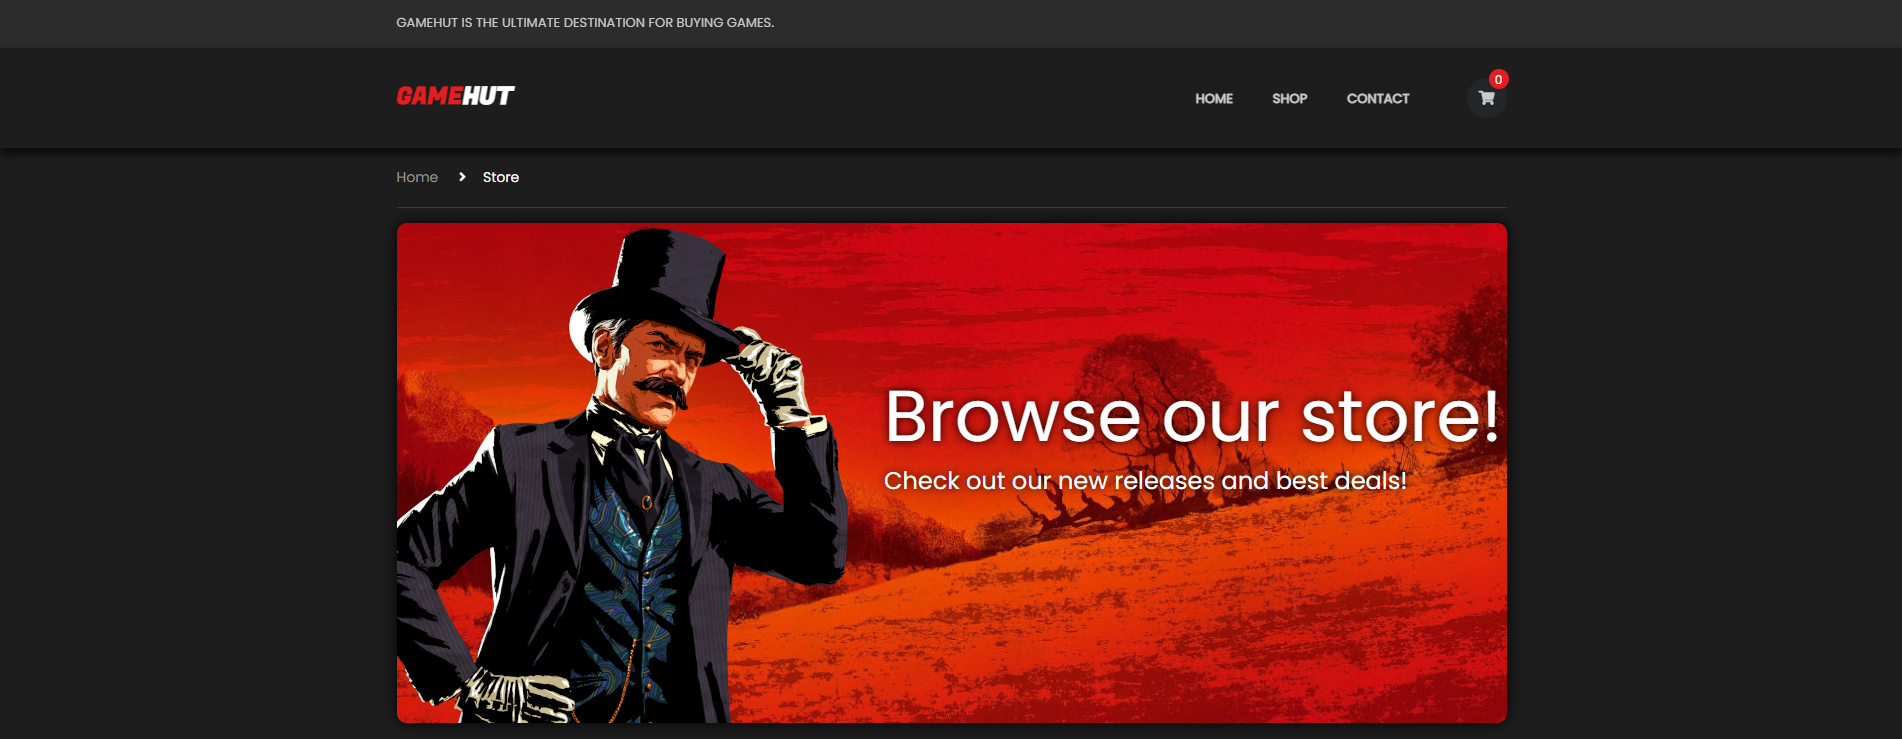 GAMEHUT IS THE ULTIMATE DESTINATION FOR BUYING GAMES.
GAMEHUT
HOME SHOP CONTACT 0
Home Store
Browse our store!
Check out our new releases and best deals!